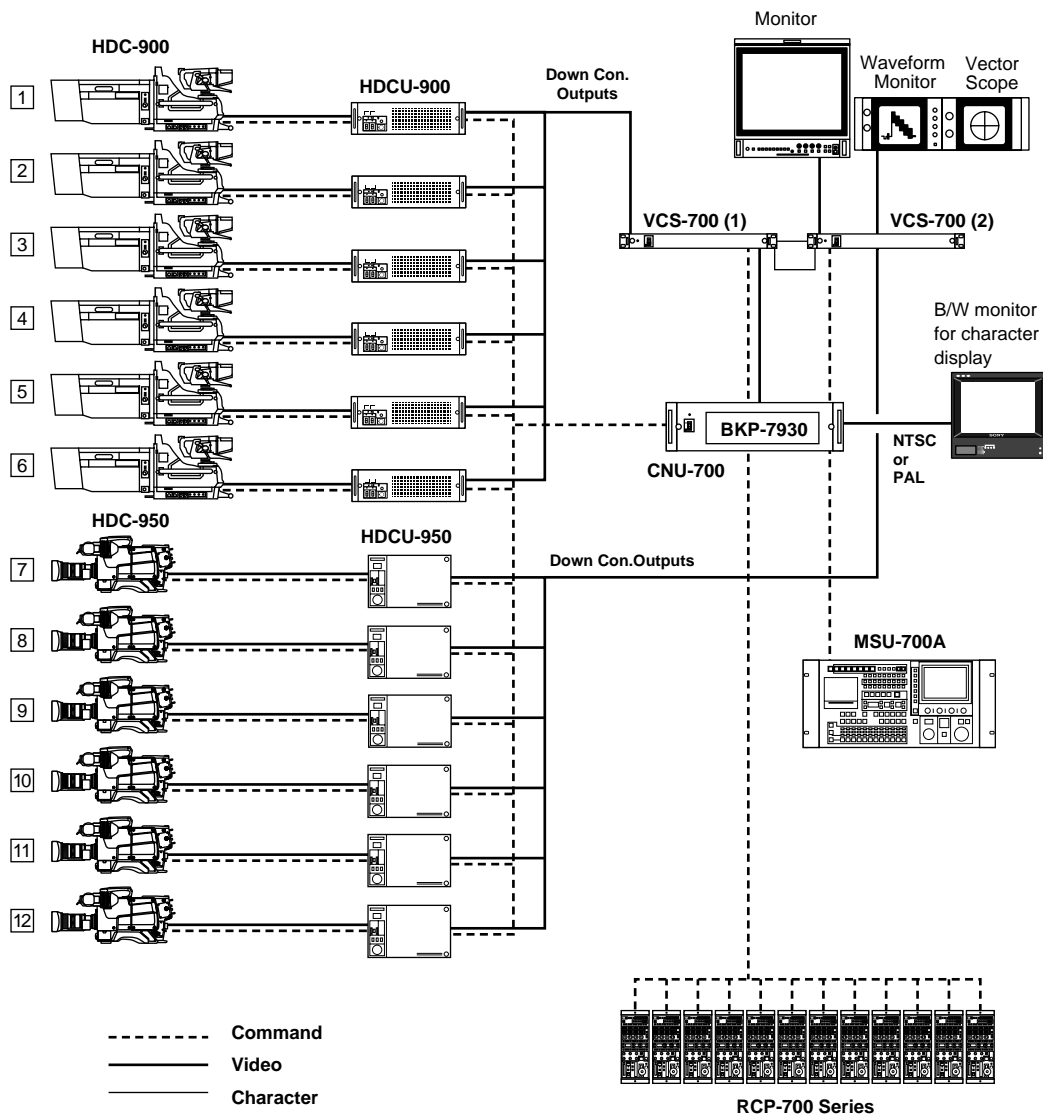 Monitor
HDC-900
Waveform
Monitor
Vector
Scope
Down Con.
Outputs
HDCU-900
1
2
3
4
5
6
VCS-700 (1)
VCS-700 (2)
B/W monitor
for character
display
SONY
BKP-7930
CNU-700
NTSC
or
PAL
HDC-950
HDCU-950
Down Con.Outputs
7
8
9
10
11
12
MSU-700A
Command
Video
Character
RCP-700 Series